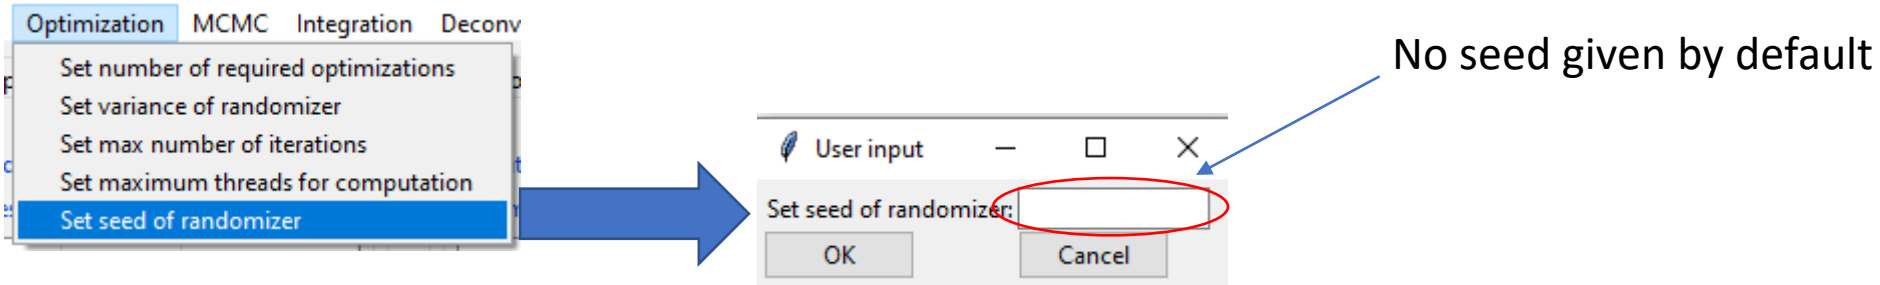 Optimization MCMC Integration Deconv
Set number of required optimizations
Set variance of randomizer
Set max number of iterations
Set maximum threads for computation
Set seed of randomizer
User input
Set seed of randomizer:
OK Cancel
No seed given by default